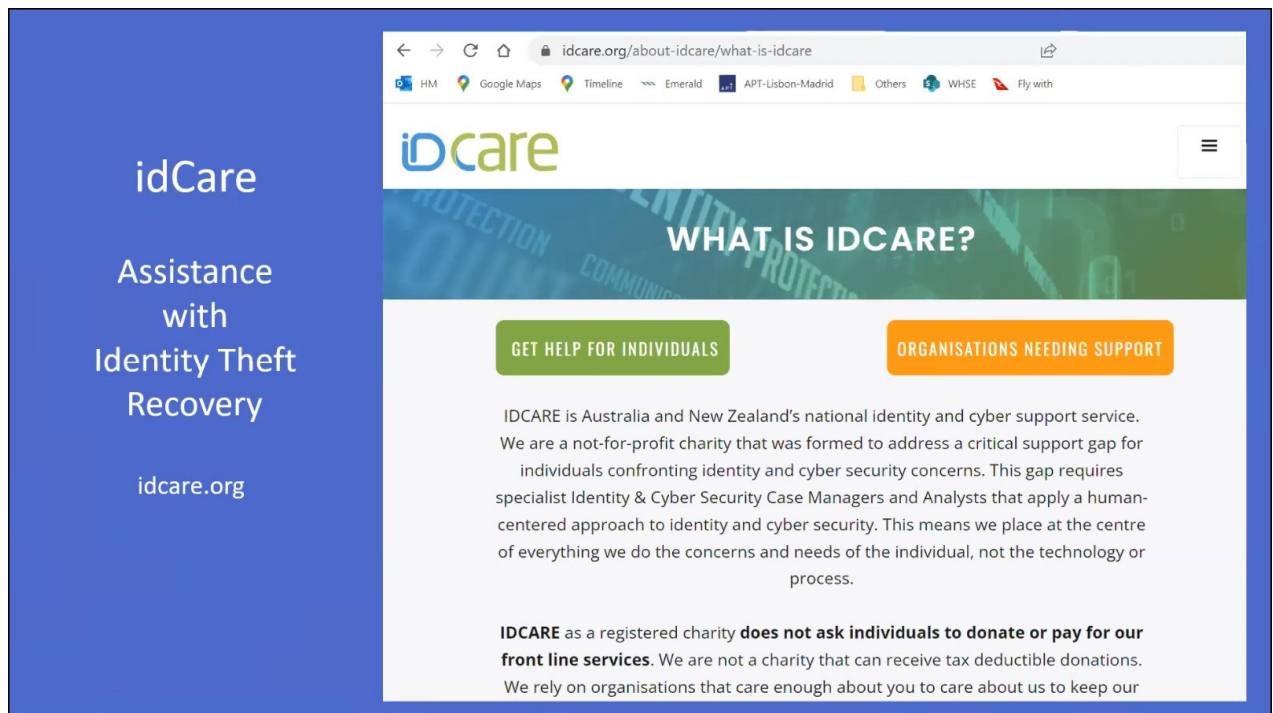 idCare
Assistance
with
Identity Theft
Recovery
idcare.org
idcare.org/about-idcare/what-is-idcare
HM Google Maps Timeline Emerald APT-Lisbon-Madrid Others WHSE Fly with
idcare
WHAT IS IDCARE?
GET HELP FOR INDIVIDUALS
ORGANISATIONS NEEDING SUPPORT
IDCARE is Australia and New Zealand’s national identity and cyber support service.
We are a not-for-profit charity that was formed to address a critical support gap for
individuals confronting identity and cyber security concerns. This gap requires
specialist Identity & Cyber Security Case Managers and Analysts that apply a human-
centered approach to identity and cyber security. This means we place at the centre
of everything we do the concerns and needs of the individual, not the technology or
process.
IDCARE as a registered charity does not ask individuals to donate or pay for our
front line services. We are not a charity that can receive tax deductible donations.
We rely on organisations that care enough about you to care about us to keep our